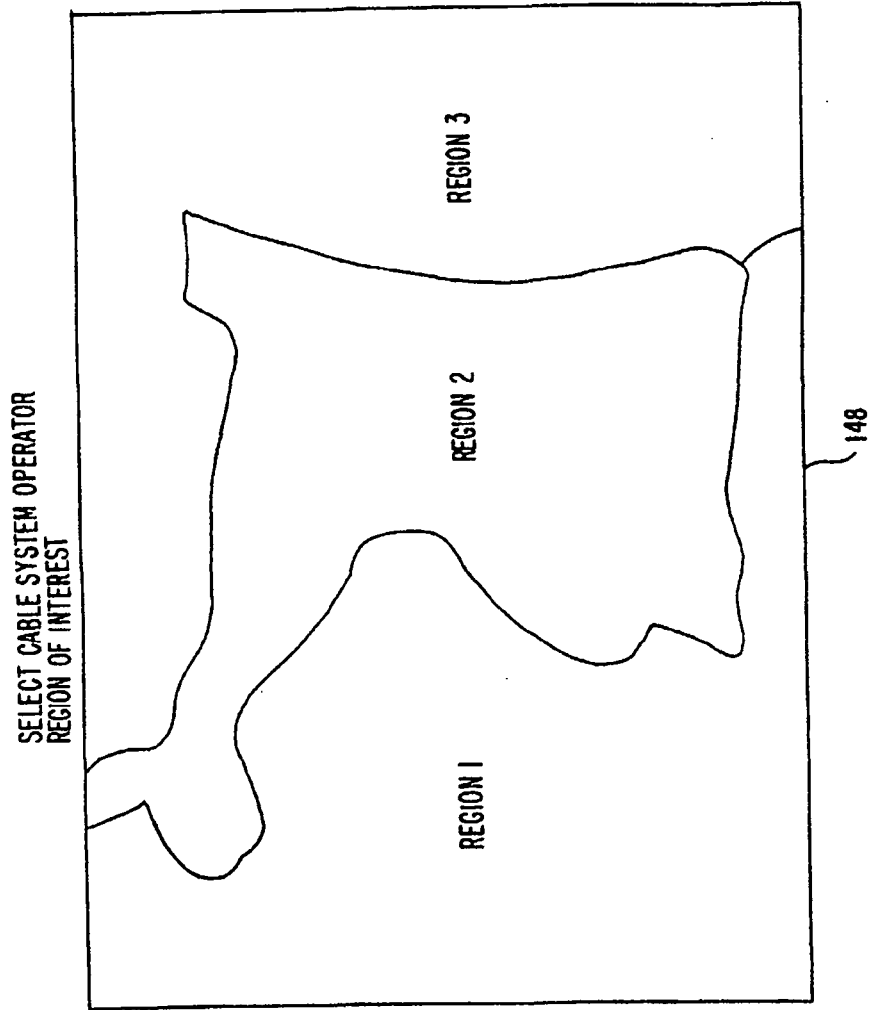 SELECT CABLE SYSTEM OPERATOR
REGION OF INTEREST
REGION 1
REGION 2
REGION 3
148